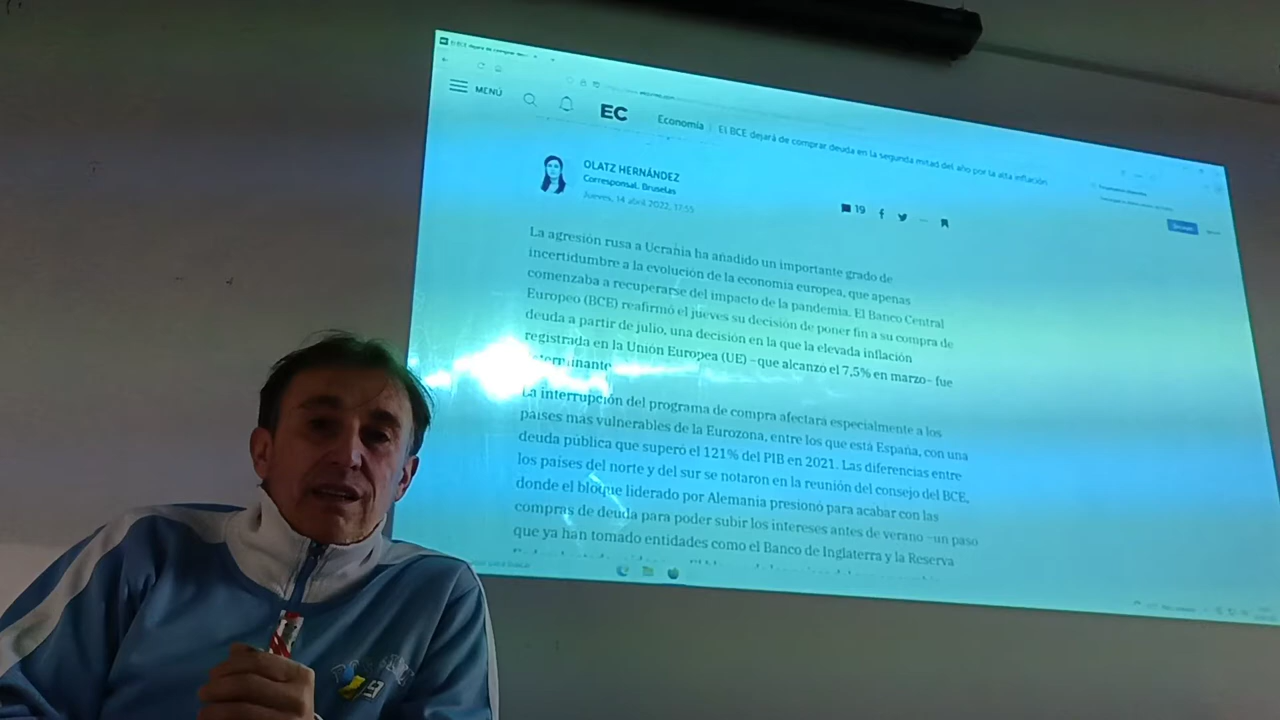 MENÚ
EC
Economía | El BCE dejará de comprar deuda en la segunda mitad del año por la alta inflación
OLATZ HERNÁNDEZ
Corresponsal. Bruselas
Jueves, 14 abril 2022, 17:55
19
La agresión rusa a Ucrania ha añadido un importante grado de
incertidumbre a la evolución de la economía europea, que apenas
comenzaba a recuperarse del impacto de la pandemia. El Banco Central
Europeo (BCE) reafirmó el jueves su decisión de poner fin a su compra de
deuda a partir de julio, una decisión en la que la elevada inflación
registrada en la Unión Europea (UE) –que alcanzó el 7,5% en marzo– fue
La interrupción del programa de compra afectara especialmente a los
países más vulnerables de la Eurozona, entre los que está España, con una
deuda pública que superó el 121% del PIB en 2021. Las diferencias entre
los países del norte y del sur se notaron en la reunión del consejo del BCE,
donde el bloque liderado por Alemania presionó para acabar con las
compras de deuda para poder subir los intereses antes de verano –un paso
que ya han tomado entidades como el Banco de Inglaterra y la Reserva